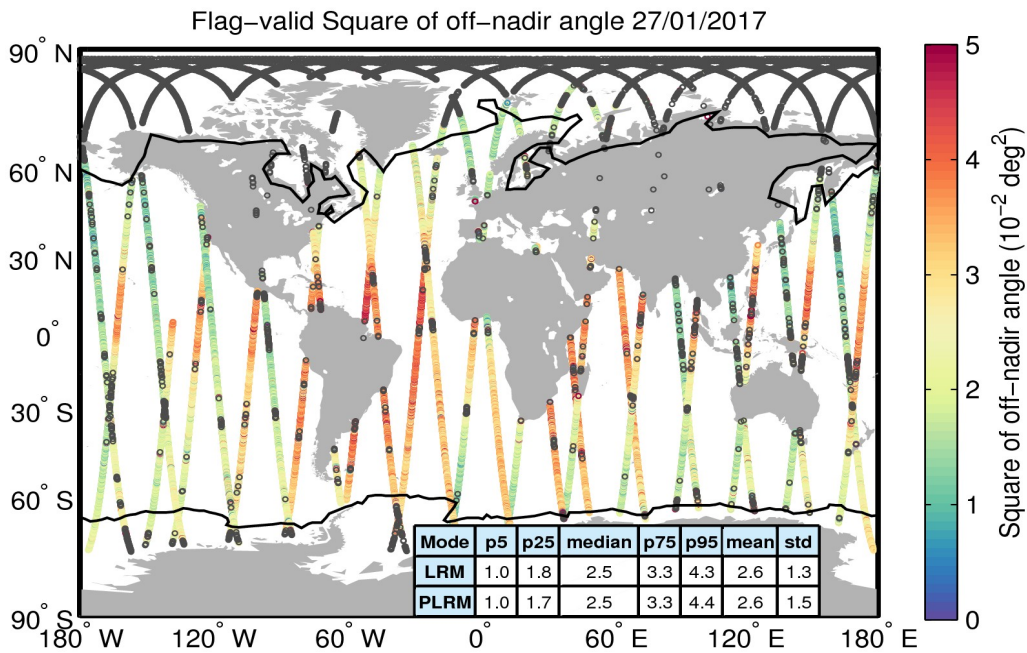 Flag−valid Square of off−nadir angle 27/01/2017
90° N
60° N
30° N
0°
30° S
60° S
90° S
180° W
120° W
60° W
0°
60° E
120° E
180° E
Mode p5 p25 median p75 p95 mean std
LRM 1.0 1.8 2.5 3.3 4.3 2.6 1.3
PLRM 1.0 1.7 2.5 3.3 4.4 2.6 1.5
5
4
3
2
1
0
Square of off−nadir angle (10⁻² deg²)